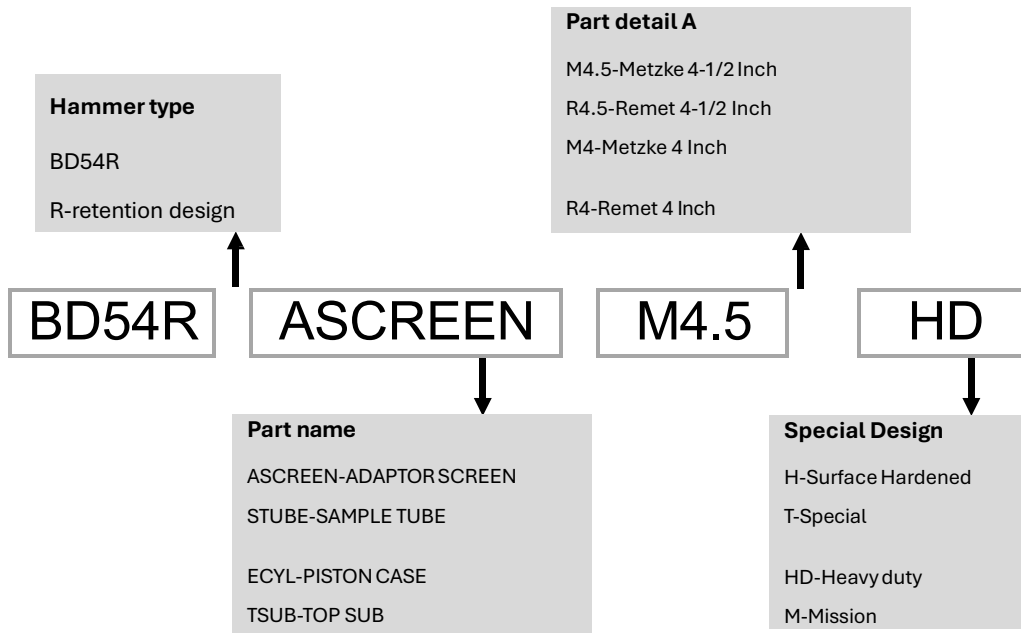 Part detail A
M4.5-Metzke 4-1/2 Inch
R4.5-Remet 4-1/2 Inch
M4-Metzke 4 Inch
R4-Remet 4 Inch
Hammer type
BD54R
R-retention design
BD54R ASCREEN M4.5 HD
Part name
ASCREEN-ADAPTOR SCREEN
STUBE-SAMPLE TUBE
ECYL-PISTON CASE
TSUB-TOP SUB
Special Design
H-Surface Hardened
T-Special
HD-Heavy duty
M-Mission